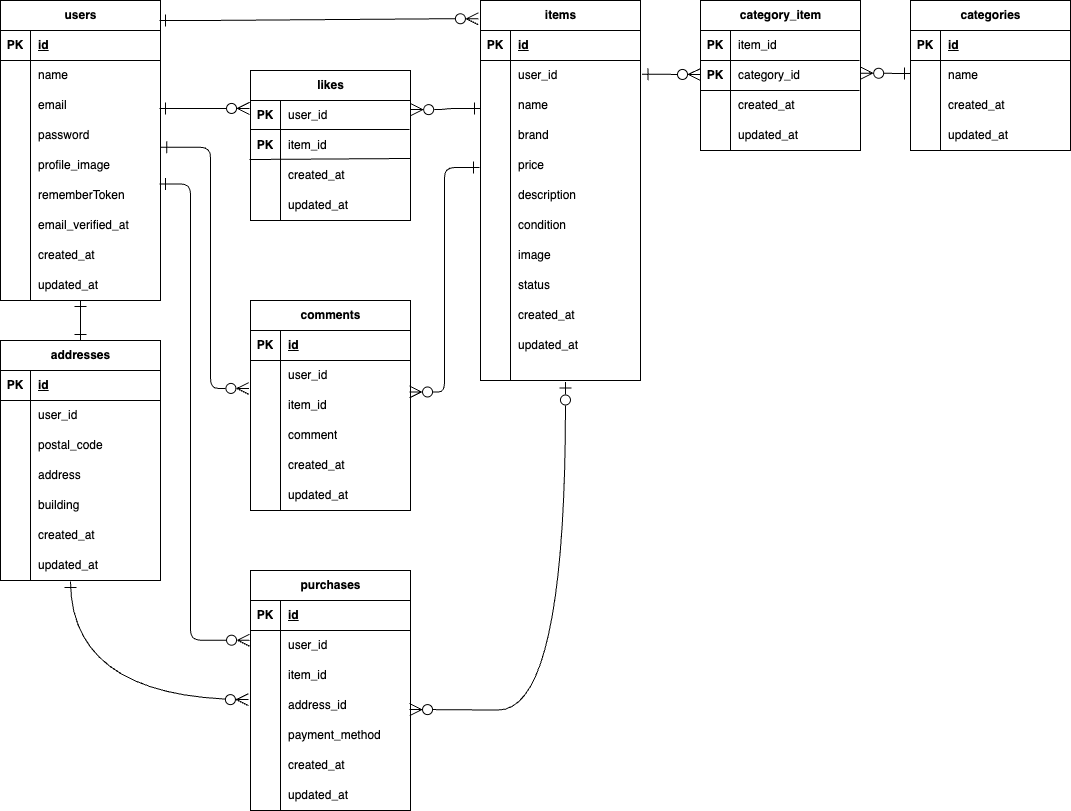 users
PK id
name
email
password
profile_image
rememberToken
email_verified_at
created_at
updated_at
addresses
PK id
user_id
postal_code
address
building
created_at
updated_at
likes
PK user_id
PK item_id
created_at
updated_at
comments
PK id
user_id
item_id
comment
created_at
updated_at
purchases
PK id
user_id
item_id
address_id
payment_method
created_at
updated_at
items
PK id
user_id
name
brand
price
description
condition
image
status
created_at
updated_at
category_item
PK item_id
PK category_id
created_at
updated_at
categories
PK id
name
created_at
updated_at